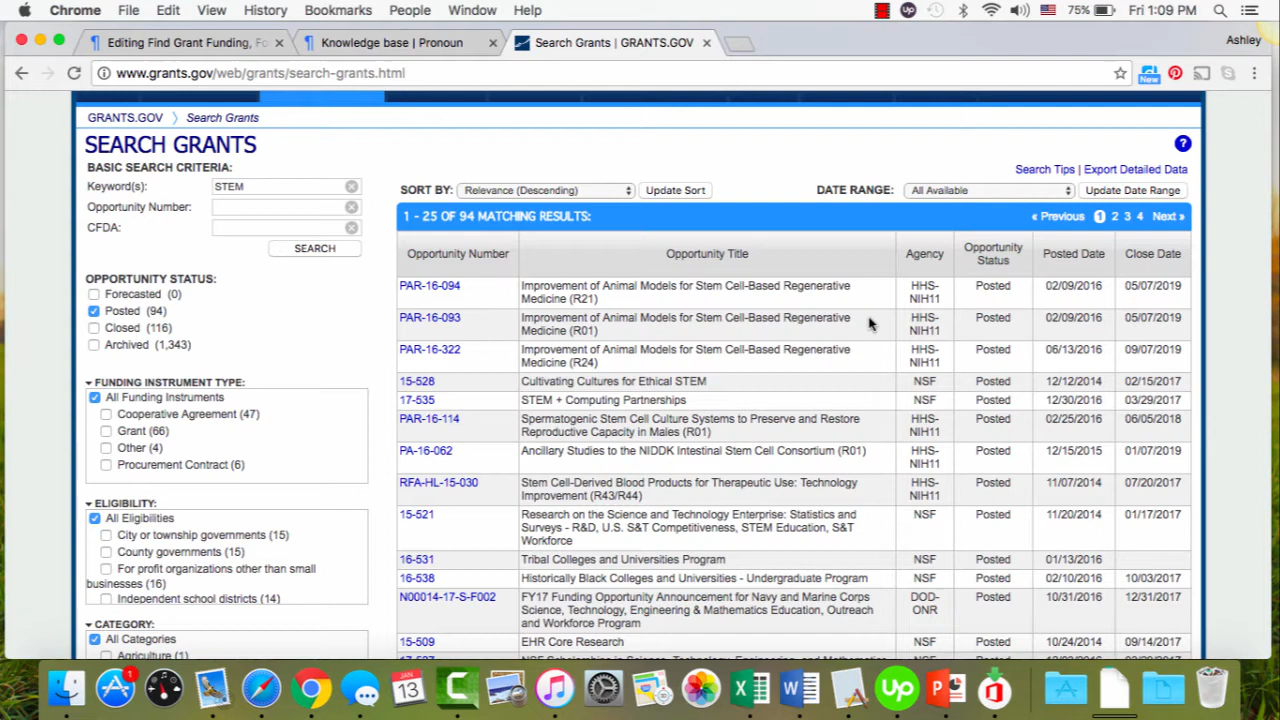 Chrome File Edit View History Bookmarks People Window Help 75% Fri 1:09 PM
Editing Find Grant Funding, Fo Knowledge base | Pronoun Search Grants | GRANTS.GOV Ashley
www.grants.gov/web/grants/search-grants.html New
GRANTS.GOV Search Grants
SEARCH GRANTS ?
BASIC SEARCH CRITERIA:
Search Tips | Export Detailed Data
Keyword(s): STEM
SORT BY: Relevance (Descending) Update Sort DATE RANGE: All Available Update Date Range
Opportunity Number:
CFDA:
SEARCH
OPPORTUNITY STATUS:
Forecasted (0)
Posted (94)
Closed (116)
Archived (1,343)
FUNDING INSTRUMENT TYPE:
All Funding Instruments
Cooperative Agreement (47)
Grant (66)
Other (4)
Procurement Contract (6)
ELIGIBILITY:
All Eligibilities
City or township governments (15)
County governments (15)
For profit organizations other than small
businesses (16)
Independent school districts (14)
CATEGORY:
All Categories
Agriculture (1)
1 - 25 OF 94 MATCHING RESULTS: « Previous 1 2 3 4 Next »
Opportunity Number Opportunity Title Agency Opportunity Status Posted Date Close Date
PAR-16-094 Improvement of Animal Models for Stem Cell-Based Regenerative HHS- Posted 02/09/2016 05/07/2019
Medicine (R21) NIH11
PAR-16-093 Improvement of Animal Models for Stem Cell-Based Regenerative HHS- Posted 02/09/2016 05/07/2019
Medicine (R01) NIH11
PAR-16-322 Improvement of Animal Models for Stem Cell-Based Regenerative HHS- Posted 06/13/2016 09/07/2019
Medicine (R24) NIH11
15-528 Cultivating Cultures for Ethical STEM NSF Posted 12/12/2014 02/15/2017
17-535 STEM + Computing Partnerships NSF Posted 12/30/2016 03/29/2017
PAR-16-114 Spermatogenic Stem Cell Culture Systems to Preserve and Restore HHS- Posted 02/25/2016 06/05/2018
Reproductive Capacity in Males (R01) NIH11
PA-16-062 Ancillary Studies to the NIDDK Intestinal Stem Cell Consortium (R01) HHS- Posted 12/15/2015 01/07/2019
NIH11
RFA-HL-15-030 Stem Cell-Derived Blood Products for Therapeutic Use: Technology HHS- Posted 11/07/2014 07/20/2017
Improvement (R43/R44) NIH11
15-521 Research on the Science and Technology Enterprise: Statistics and NSF Posted 11/20/2014 01/17/2017
Surveys - R&D, U.S. S&T Competitiveness, STEM Education, S&T
Workforce
16-531 Tribal Colleges and Universities Program NSF Posted 01/13/2016
16-538 Historically Black Colleges and Universities - Undergraduate Program NSF Posted 02/10/2016 10/03/2017
N00014-17-S-F002 FY17 Funding Opportunity Announcement for Navy and Marine Corps DOD- Posted 10/31/2016 12/31/2017
Science, Technology, Engineering & Mathematics Education, Outreach ONR
and Workforce Program
15-509 EHR Core Research NSF Posted 10/24/2014 09/14/2017
1 JAN 13 Up